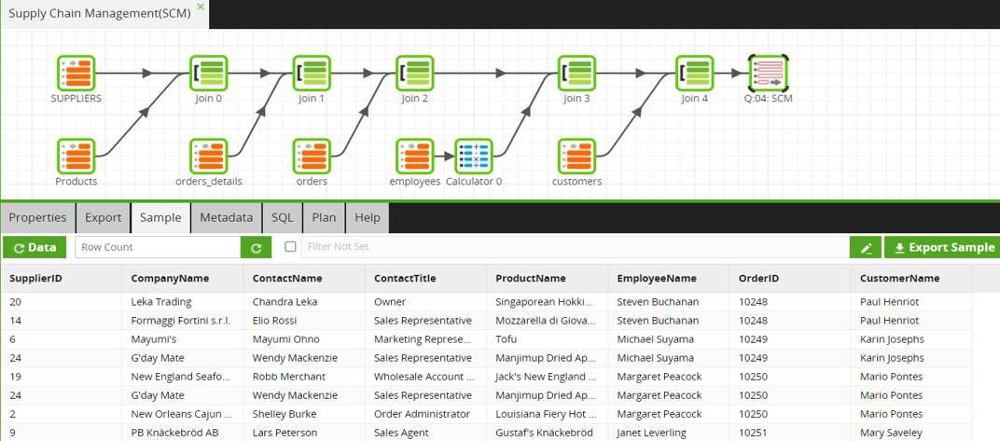 Supply Chain Management(SCM)
SUPPLIERS Join 0 Join 1 Join 2 Join 3 Join 4 Q:04: SCM
Products orders_details orders employees Calculator 0 customers
Properties Export Sample Metadata SQL Plan Help
Data Row Count Filter Not Set Export Sample
SupplierID CompanyName ContactName ContactTitle ProductName EmployeeName OrderID CustomerName
20 Leka Trading Chandra Leka Owner Singaporean Hokki... Steven Buchanan 10248 Paul Henriot
14 Formaggi Fortini s.r.l. Elio Rossi Sales Representative Mozzarella di Giova... Steven Buchanan 10248 Paul Henriot
6 Mayumi's Mayumi Ohno Marketing Represe... Tofu Michael Suyama 10249 Karin Josephs
24 G'day Mate Wendy Mackenzie Sales Representative Manjimup Dried Ap... Michael Suyama 10249 Karin Josephs
19 New England Seafo... Robb Merchant Wholesale Account ... Jack's New England ... Margaret Peacock 10250 Mario Pontes
24 G'day Mate Wendy Mackenzie Sales Representative Manjimup Dried Ap... Margaret Peacock 10250 Mario Pontes
2 New Orleans Cajun ... Shelley Burke Order Administrator Louisiana Fiery Hot ... Margaret Peacock 10250 Mario Pontes
9 PB Knäckebröd AB Lars Peterson Sales Agent Gustaf's Knäckebröd Janet Leverling 10251 Mary Saveley